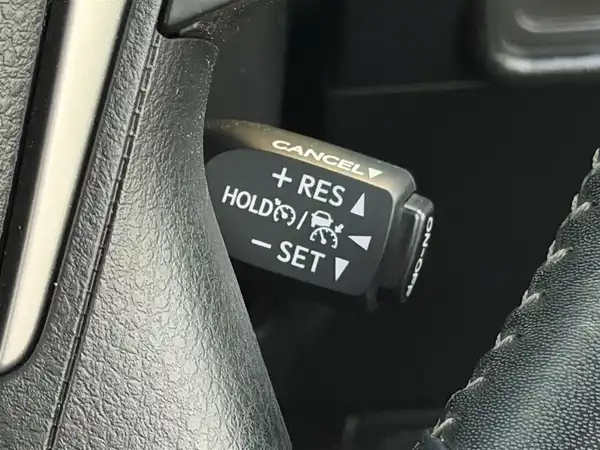 CANCEL▼
+ RES ▲
HOLD /
− SET ▼
ON-OFF